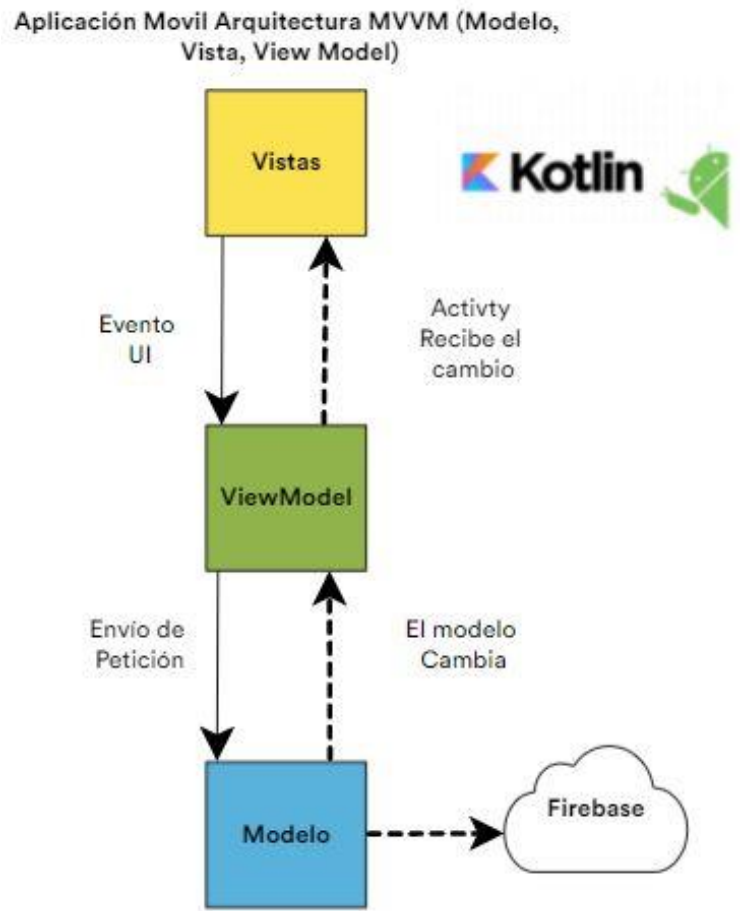 Aplicación Movil Arquitectura MVVM (Modelo,
Vista, View Model)
Vistas
Kotlin
Evento
UI
Activty
Recibe el
cambio
ViewModel
Envío de
Petición
El modelo
Cambia
Modelo
Firebase